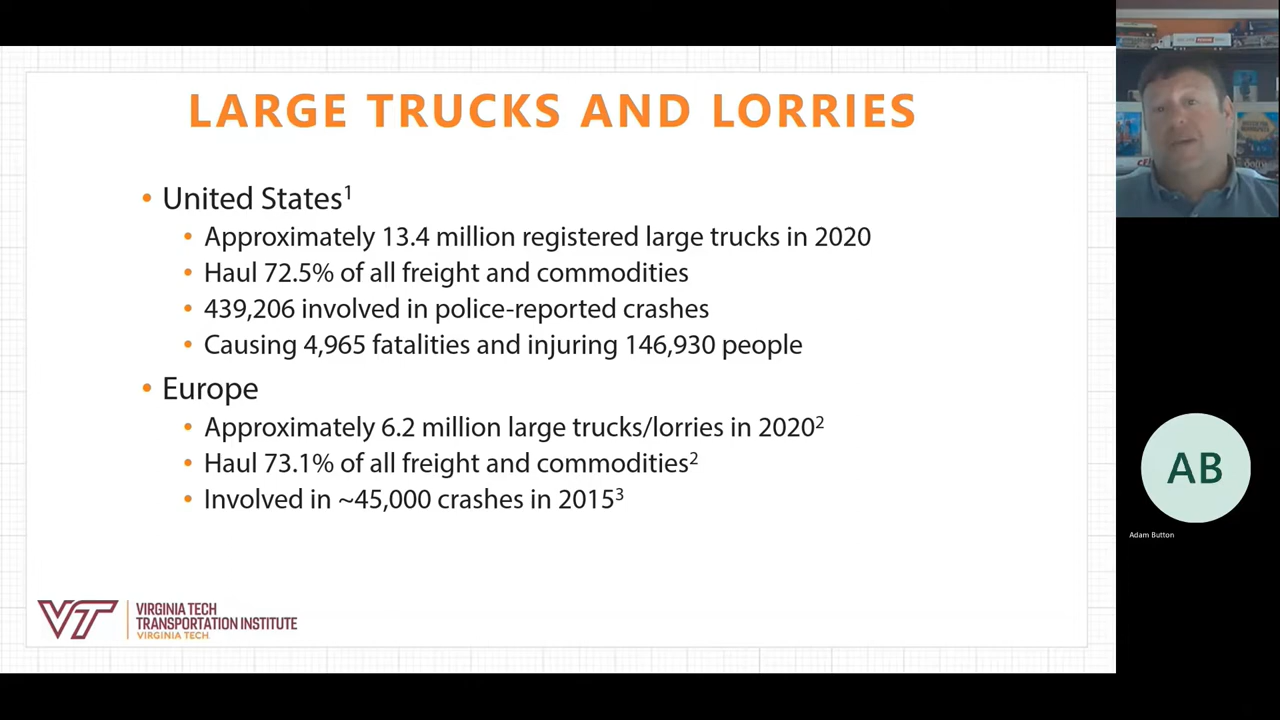 LARGE TRUCKS AND LORRIES
• United States¹
• Approximately 13.4 million registered large trucks in 2020
• Haul 72.5% of all freight and commodities
• 439,206 involved in police-reported crashes
• Causing 4,965 fatalities and injuring 146,930 people
• Europe
• Approximately 6.2 million large trucks/lorries in 2020²
• Haul 73.1% of all freight and commodities²
• Involved in ~45,000 crashes in 2015³
VT
VIRGINIA TECH
TRANSPORTATION INSTITUTE
VIRGINIA TECH
AB
Adam Button